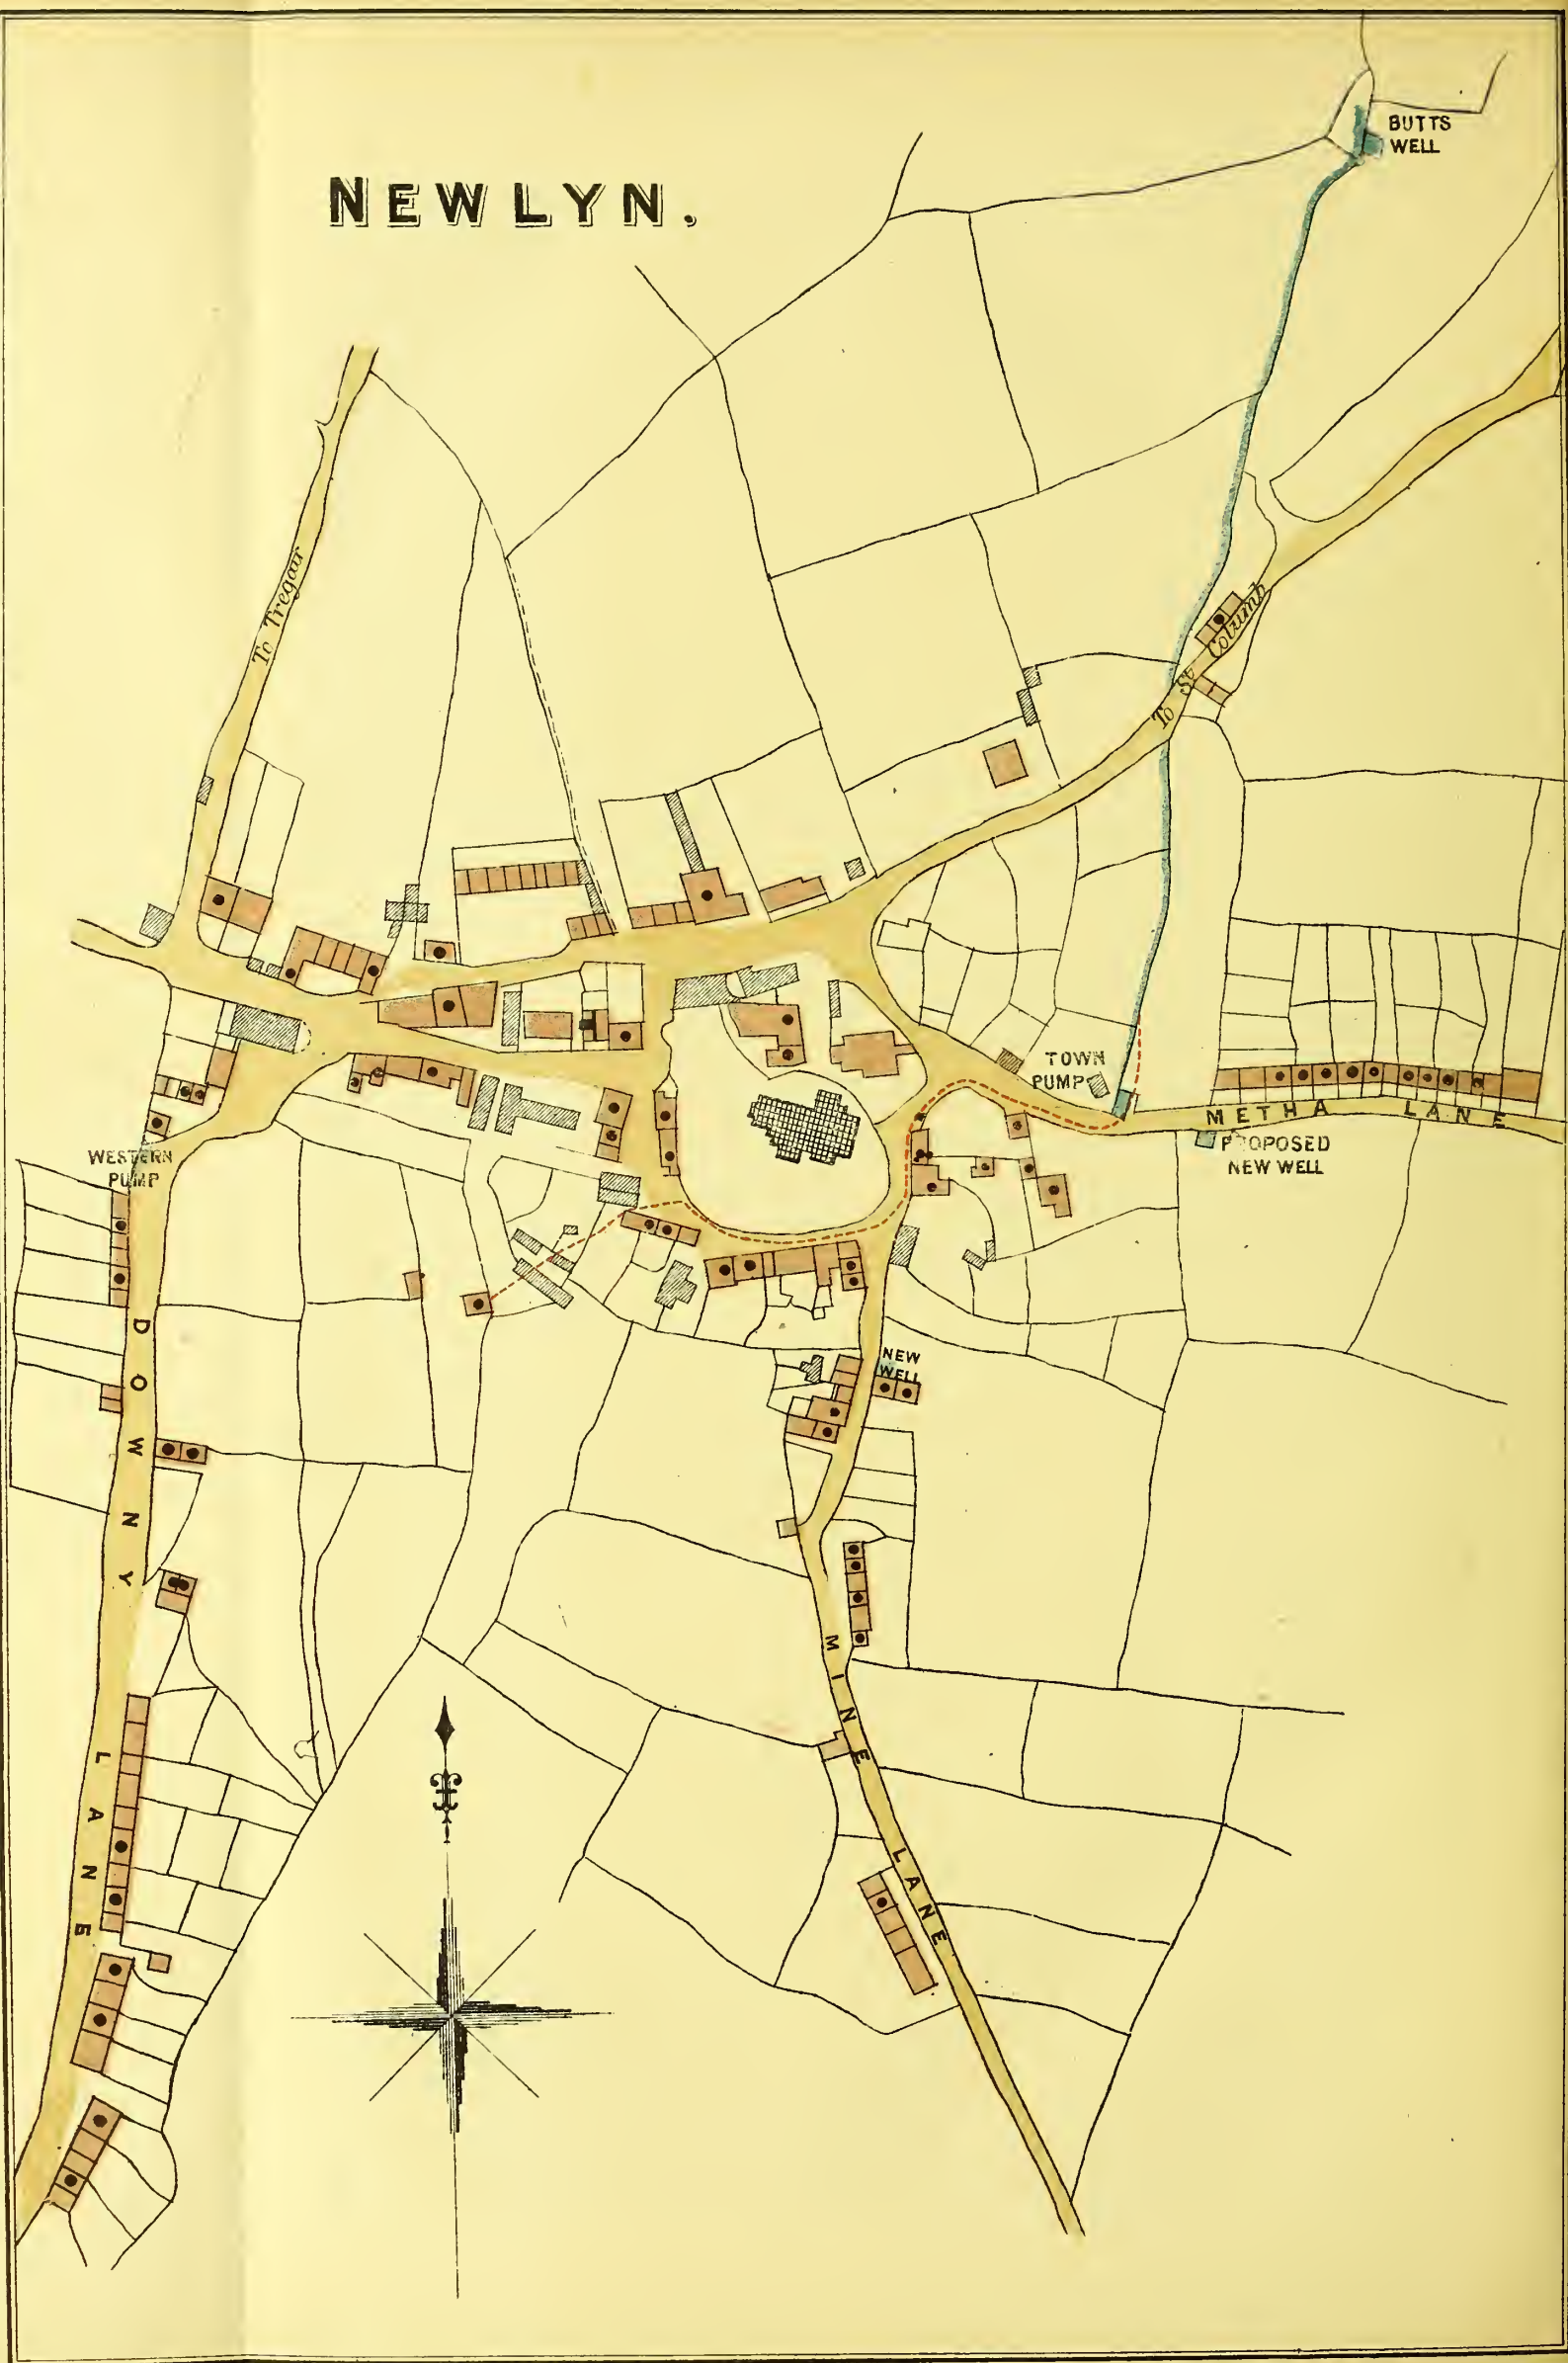 BUTTS
WELL
NEWLYN.
To Tregair
To St Columb
TOWN
PUMP
METHA LANE
PROPOSED
NEW WELL
WESTERN
PUMP
NEW
WELL
DOWNY LANE
MINE LANE